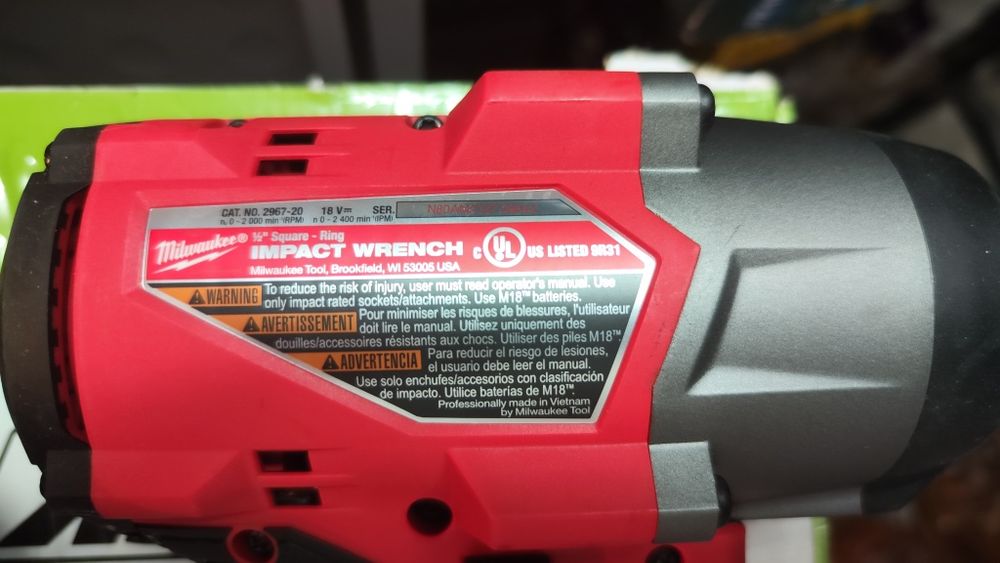 CAT. NO. 2967-20 18 V⎓ SER.
n₀ 0 - 2 000 min⁻¹(RPM) n 0 - 2 400 min⁻¹(IPM)
Milwaukee® ½" Square - Ring
IMPACT WRENCH C UL US LISTED 9R31
Milwaukee Tool, Brookfield, WI 53005 USA
WARNING To reduce the risk of injury, user must read operator's manual. Use
only impact rated sockets/attachments. Use M18™ batteries.
AVERTISSEMENT Pour minimiser les risques de blessures, l'utilisateur
doit lire le manual. Utilisez uniquement des
douilles/accessoires résistants aux chocs. Utiliser des piles M18™
ADVERTENCIA Para reducir el riesgo de lesiones,
el usuario debe leer el manual.
Use solo enchufes/accesorios con clasificación
de impacto. Utilice baterías de M18™.
Professionally made in Vietnam
by Milwaukee Tool